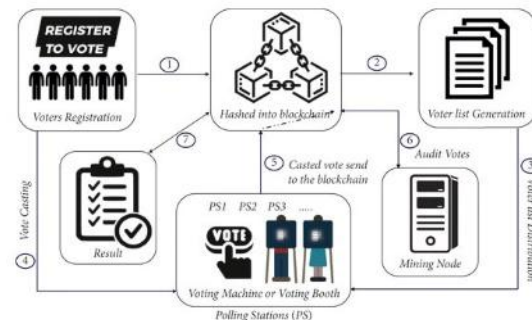 REGISTER
TO VOTE
Voters Registration
1
Hashed into blockchain
2
Voter list Generation
7
5
Casted vote send
to the blockchain
6
Audit Votes
3
Voter list Distribution
Vote Casting
4
Result
PS1 PS2 PS3 .....
VOTE
Mining Node
Voting Machine or Voting Booth
Polling Stations (PS)